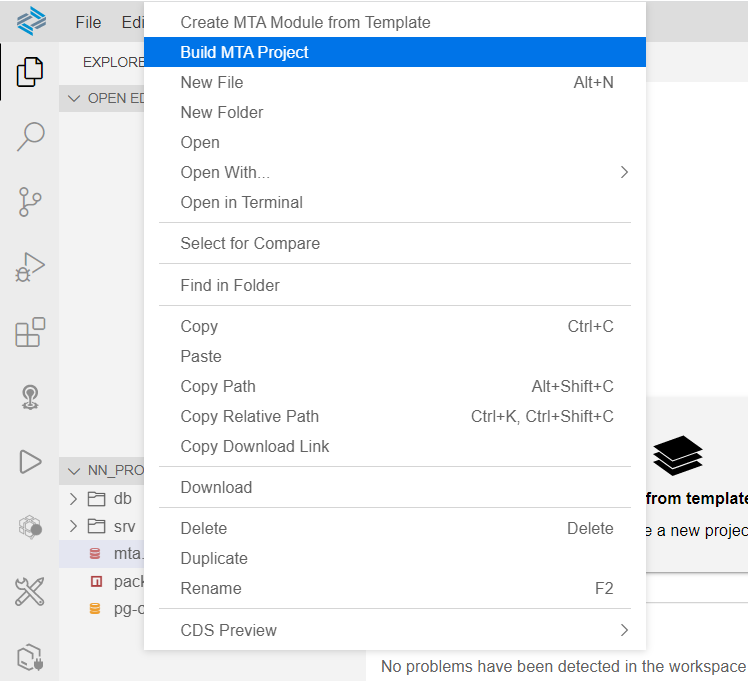 File Edi
EXPLORE
OPEN ED
Create MTA Module from Template
Build MTA Project
New File Alt+N
New Folder
Open
Open With...
Open in Terminal
Select for Compare
Find in Folder
Copy Ctrl+C
Paste
Copy Path Alt+Shift+C
Copy Relative Path Ctrl+K, Ctrl+Shift+C
Copy Download Link
Download
Delete Delete
Duplicate
Rename F2
CDS Preview
NN_PRO
db
srv
mta.
pack
pg-c
from template
e a new projec
No problems have been detected in the workspace